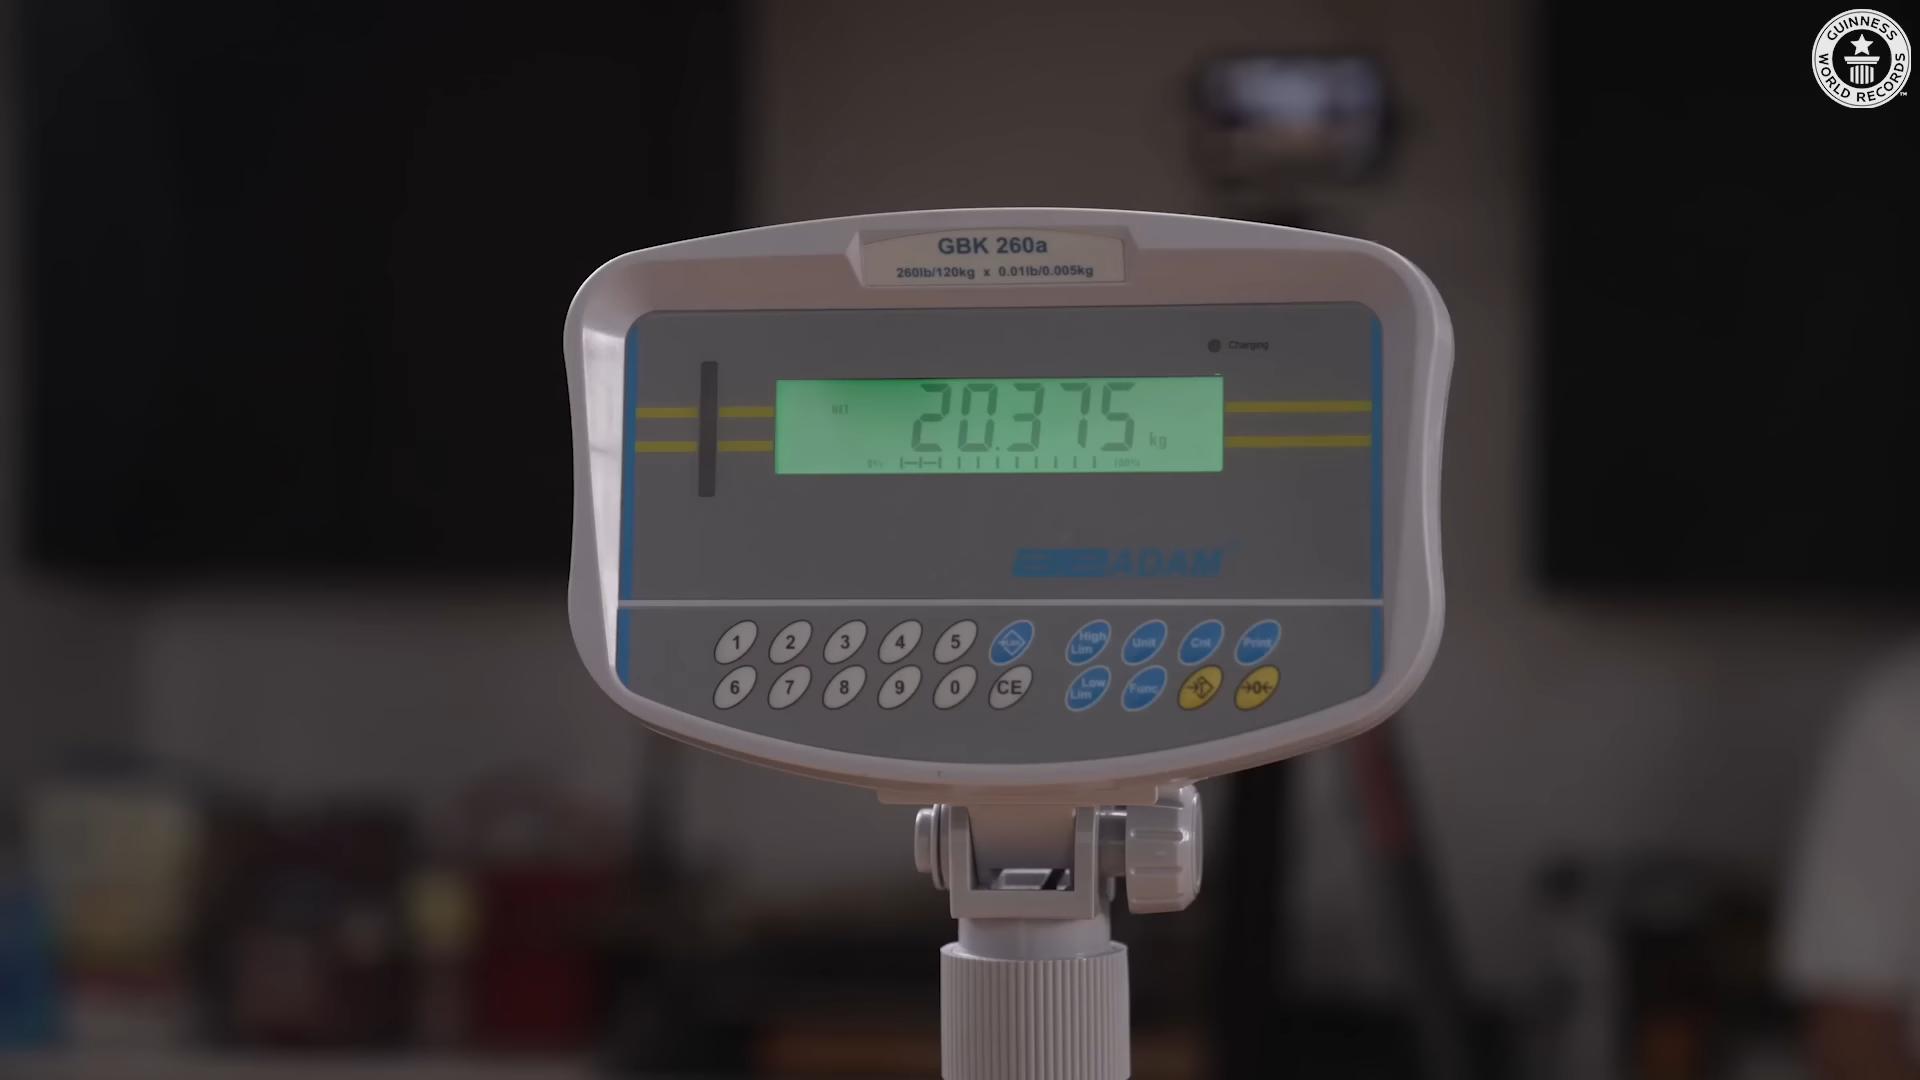 GUINNESS WORLD RECORDS
GBK 260a
260lb/120kg x 0.01lb/0.005kg
Charging
NET 20.375 kg
0% 100%
ADAM
1 2 3 4 5 High Lim Unit Cnt Print
6 7 8 9 0 CE Low Lim Func →0←